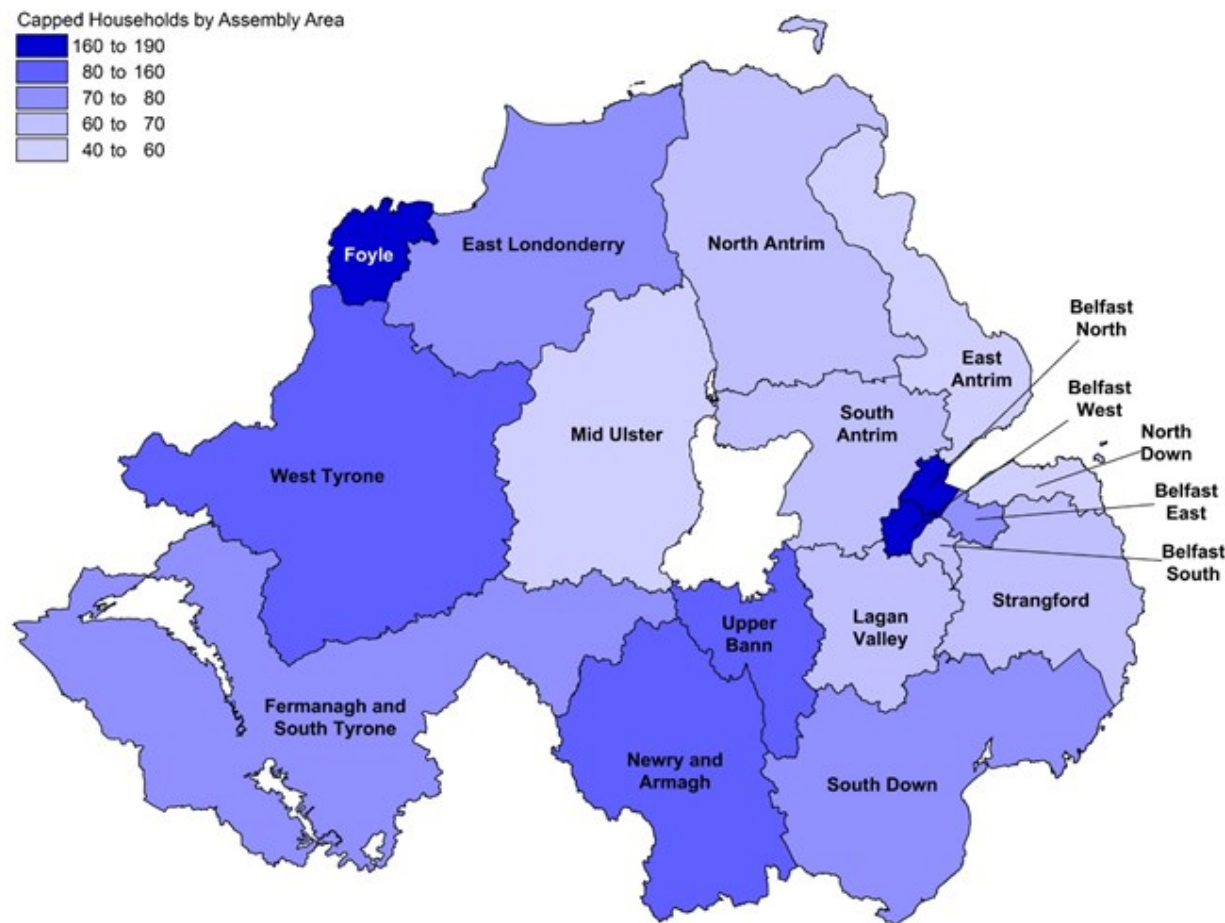 Capped Households by Assembly Area
160 to 190
80 to 160
70 to 80
60 to 70
40 to 60
Foyle
East Londonderry
North Antrim
Belfast
North
East
Antrim
Belfast
West
South
Antrim
North
Down
Mid Ulster
West Tyrone
Belfast
East
Belfast
South
Strangford
Lagan
Valley
Upper
Bann
Fermanagh and
South Tyrone
Newry and
Armagh
South Down